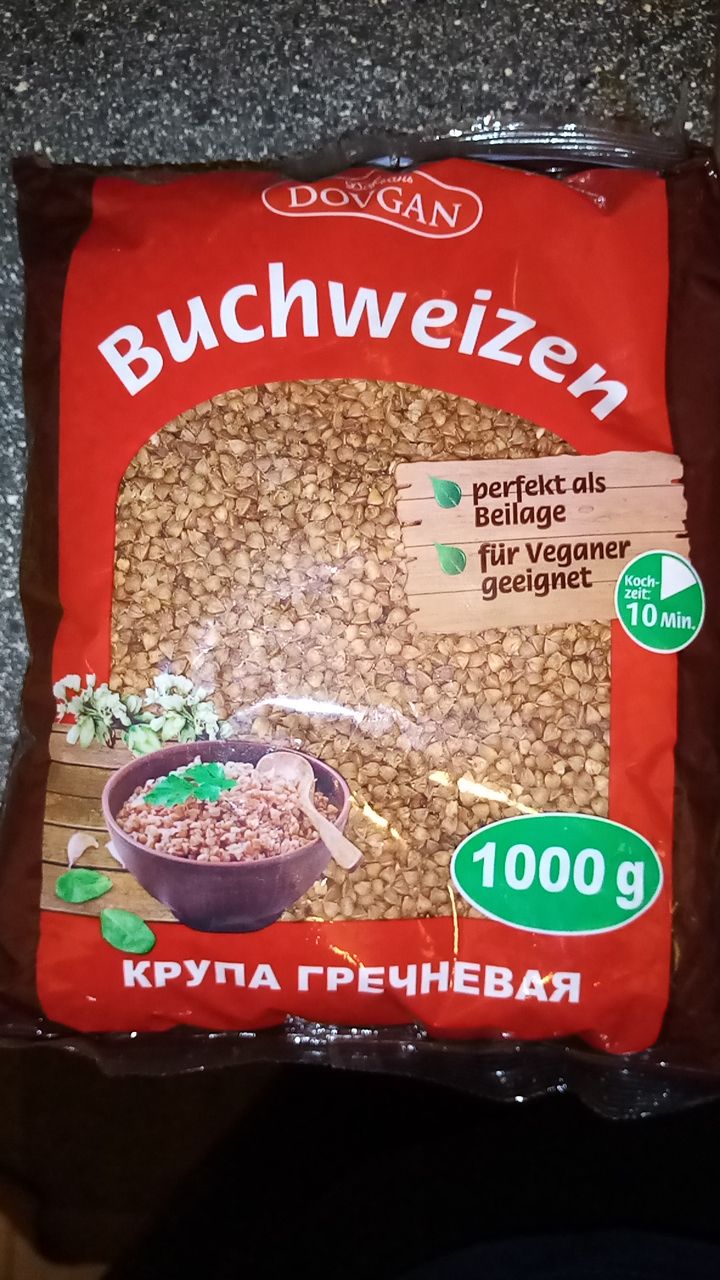 DOVGAN
Buchweizen
perfekt als
Beilage
für Veganer
geeignet
Koch-
zeit:
10 Min.
1000 g
КРУПА ГРЕЧНЕВАЯ